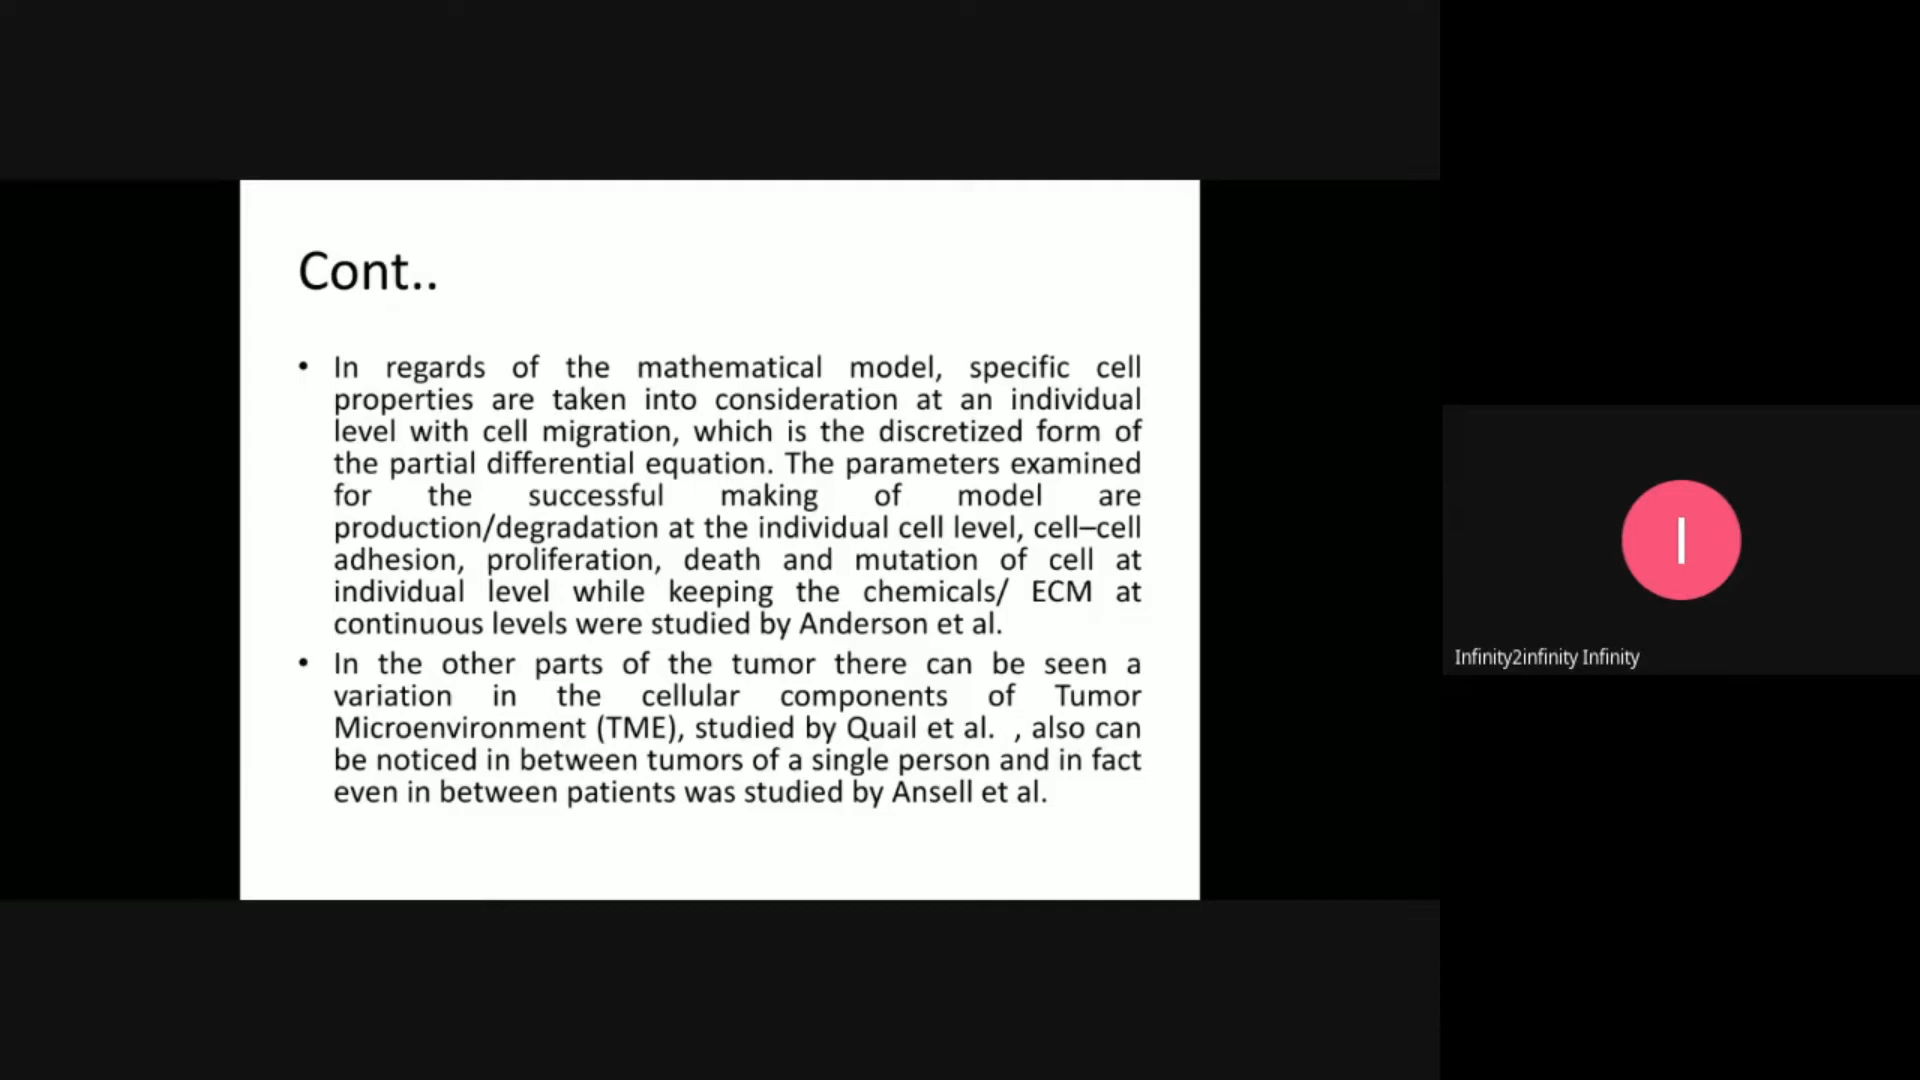 Cont..
• In regards of the mathematical model, specific cell
properties are taken into consideration at an individual
level with cell migration, which is the discretized form of
the partial differential equation. The parameters examined
for the successful making of model are
production/degradation at the individual cell level, cell–cell
adhesion, proliferation, death and mutation of cell at
individual level while keeping the chemicals/ ECM at
continuous levels were studied by Anderson et al.
• In the other parts of the tumor there can be seen a
variation in the cellular components of Tumor
Microenvironment (TME), studied by Quail et al. , also can
be noticed in between tumors of a single person and in fact
even in between patients was studied by Ansell et al.
I
Infinity2infinity Infinity